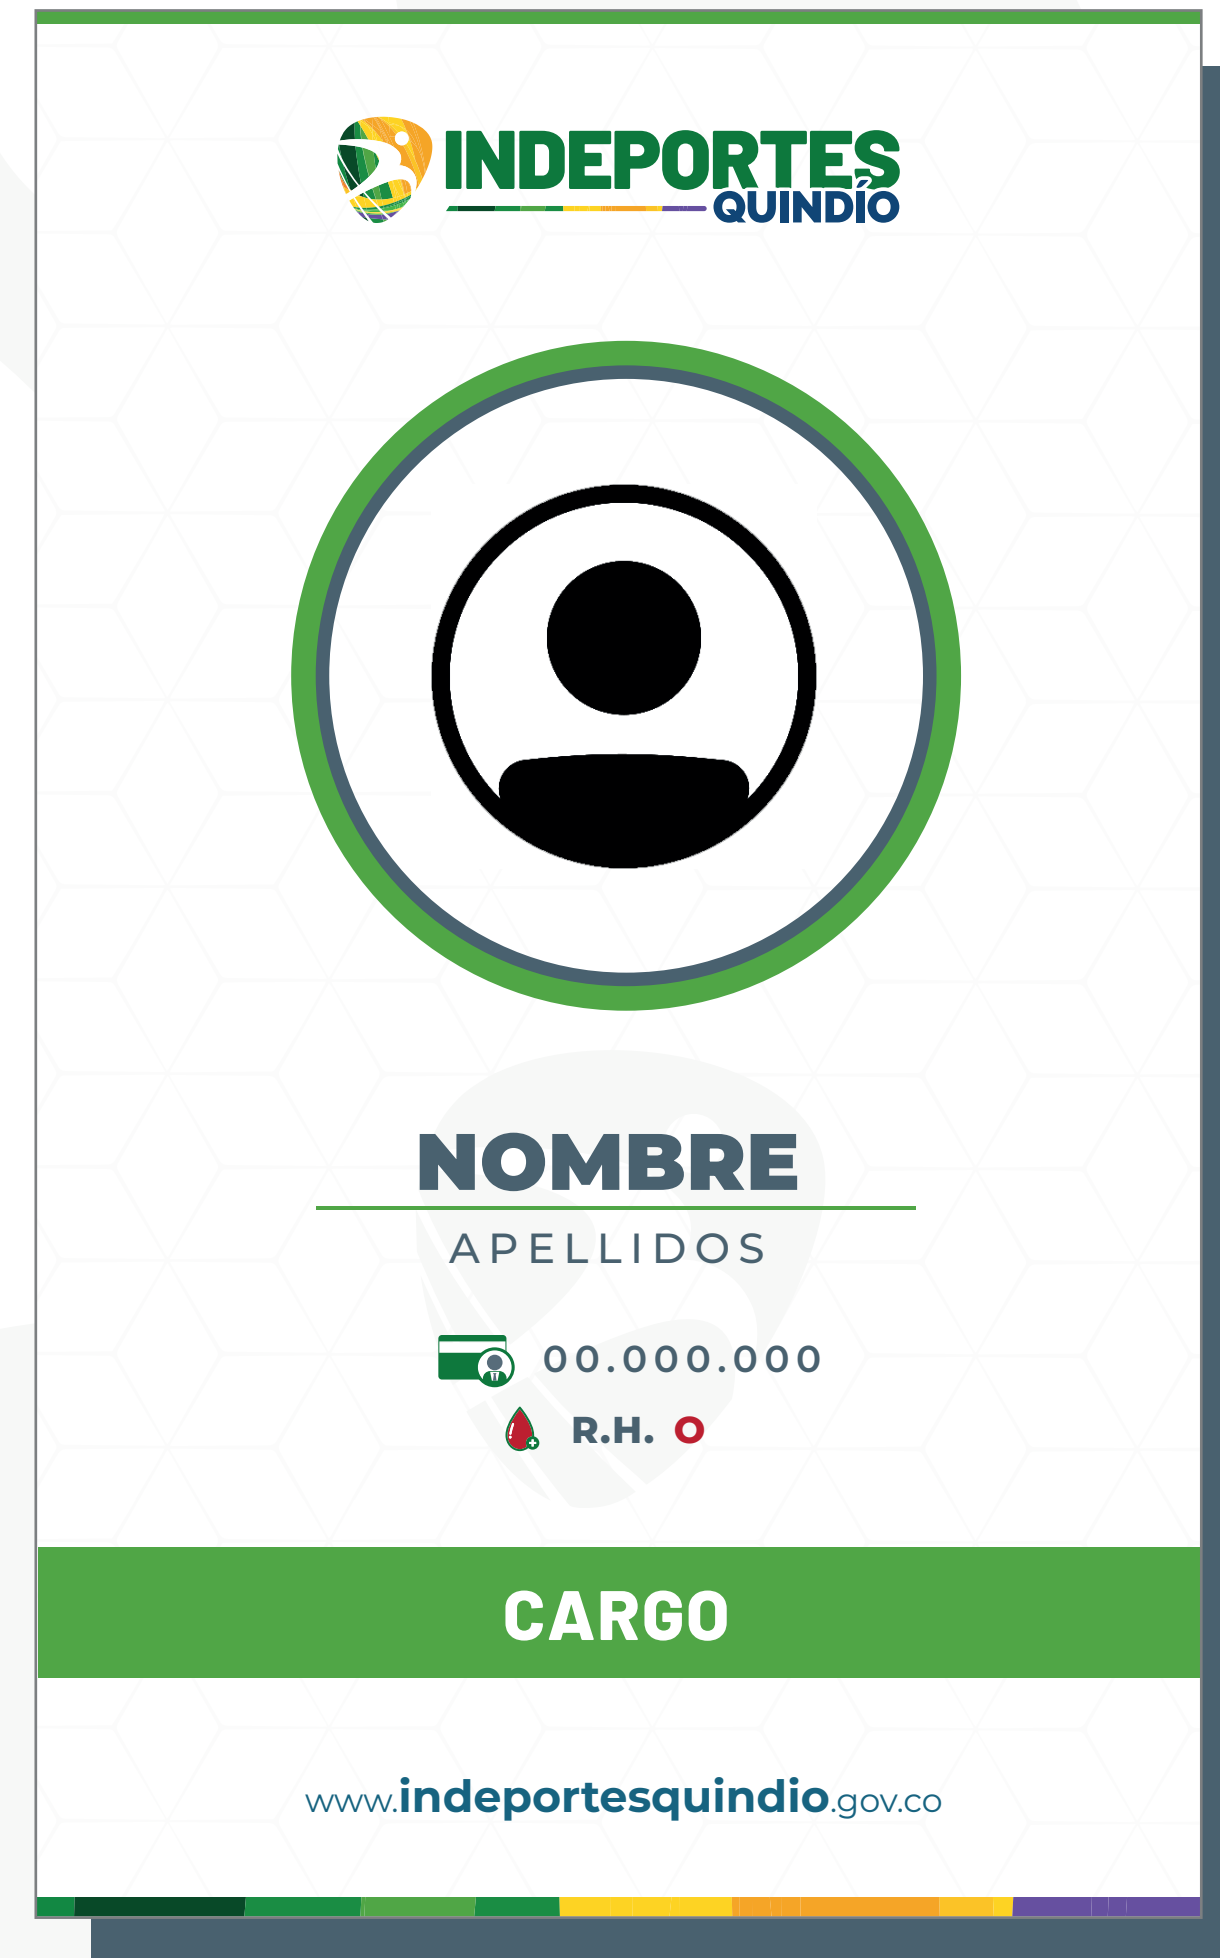 INDEPORTES
QUINDÍO
NOMBRE
APELLIDOS
00.000.000
R.H. O
CARGO
www.indeportesquindio.gov.co